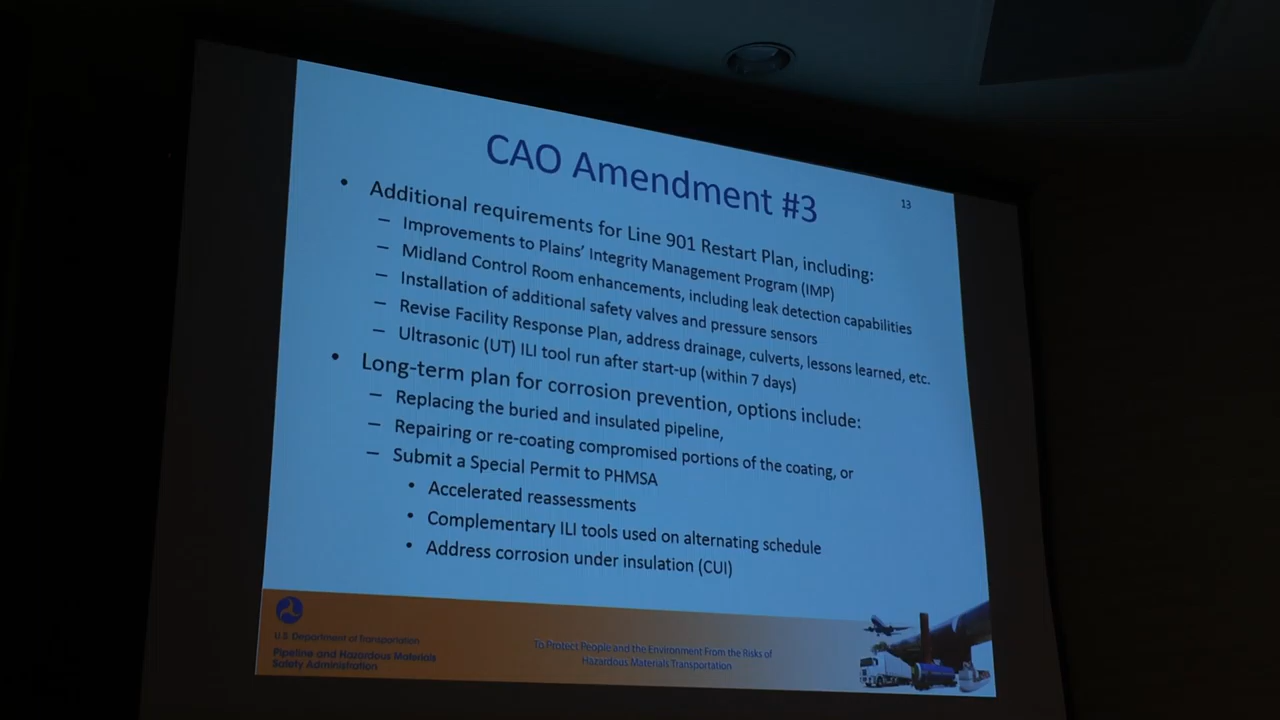 CAO Amendment #3
13
• Additional requirements for Line 901 Restart Plan, including:
– Improvements to Plains' Integrity Management Program (IMP)
– Midland Control Room enhancements, including leak detection capabilities
– Installation of additional safety valves and pressure sensors
– Revise Facility Response Plan, address drainage, culverts, lessons learned, etc.
– Ultrasonic (UT) ILI tool run after start-up (within 7 days)
• Long-term plan for corrosion prevention, options include:
– Replacing the buried and insulated pipeline,
– Repairing or re-coating compromised portions of the coating, or
– Submit a Special Permit to PHMSA
• Accelerated reassessments
• Complementary ILI tools used on alternating schedule
• Address corrosion under insulation (CUI)
U.S. Department of Transportation
Pipeline and Hazardous Materials
Safety Administration
To Protect People and the Environment From the Risks of
Hazardous Materials Transportation